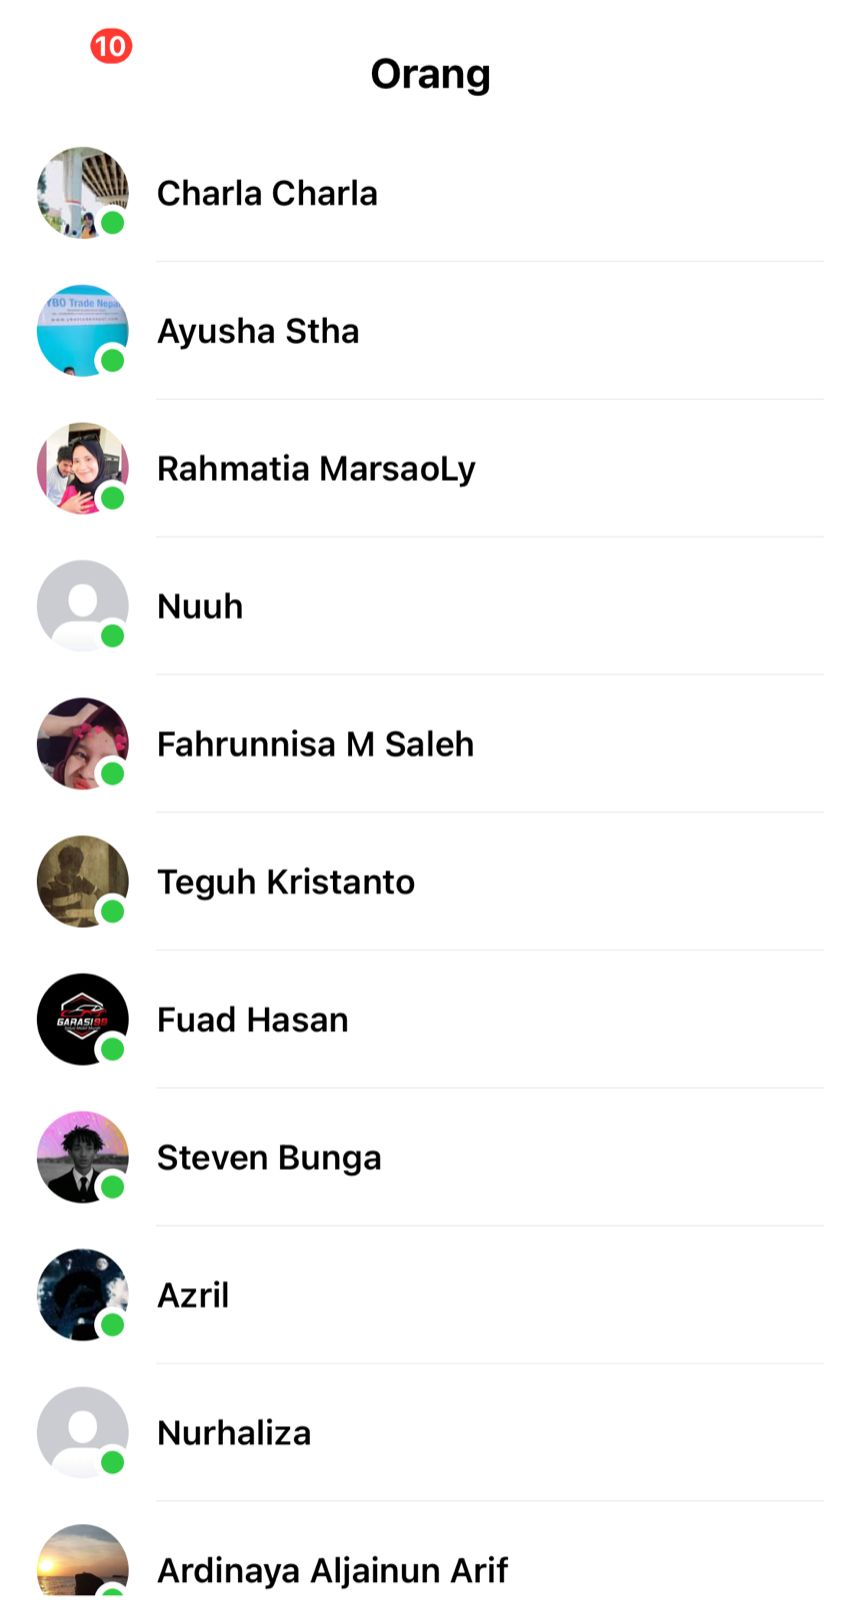 10
Orang
Charla Charla
YBO Trade Nepal
Ayusha Stha
Rahmatia MarsaoLy
Nuuh
Fahrunnisa M Saleh
Teguh Kristanto
GARASI
Fuad Hasan
Steven Bunga
Azril
Nurhaliza
Ardinaya Aljainun Arif